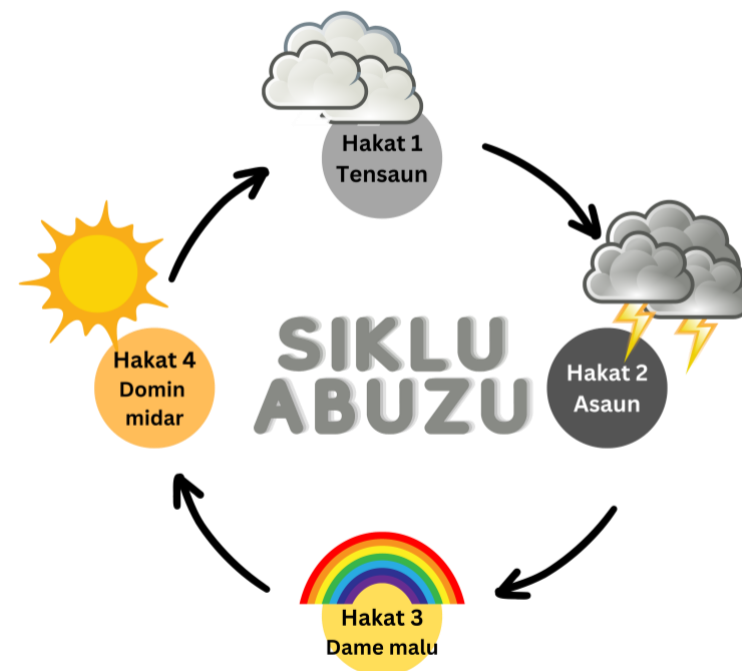 Hakat 1
Tensaun
Hakat 2
Asaun
Hakat 3
Dame malu
Hakat 4
Domin
midar
SIKLU
ABUZU